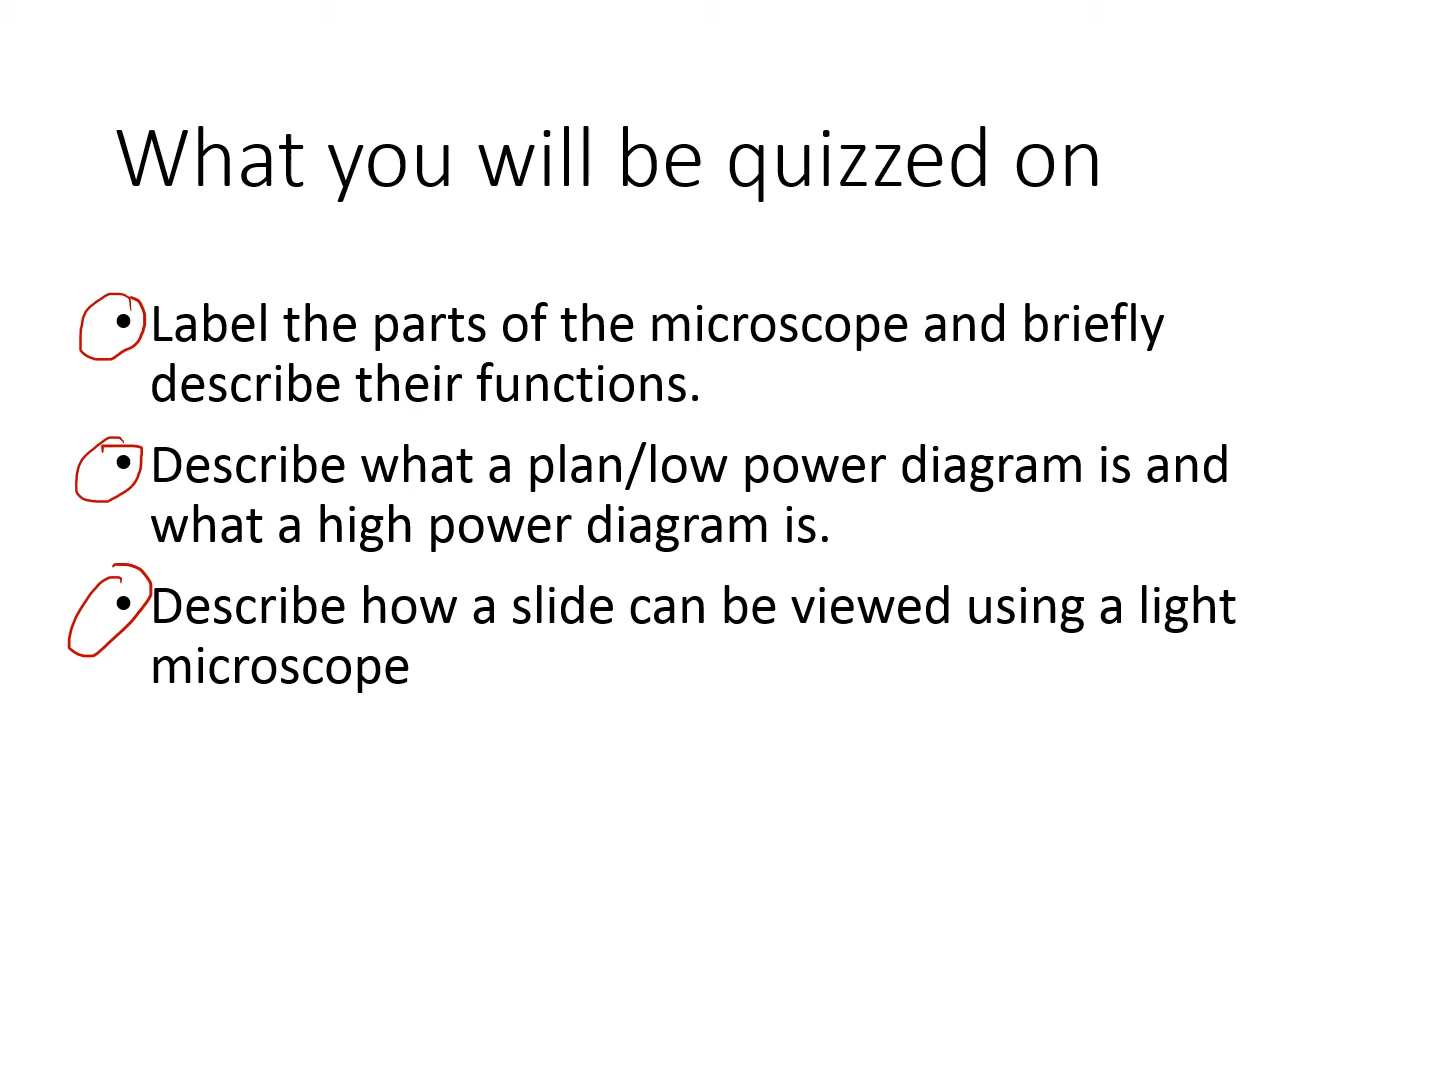 What you will be quizzed on
• Label the parts of the microscope and briefly
describe their functions.
• Describe what a plan/low power diagram is and
what a high power diagram is.
• Describe how a slide can be viewed using a light
microscope